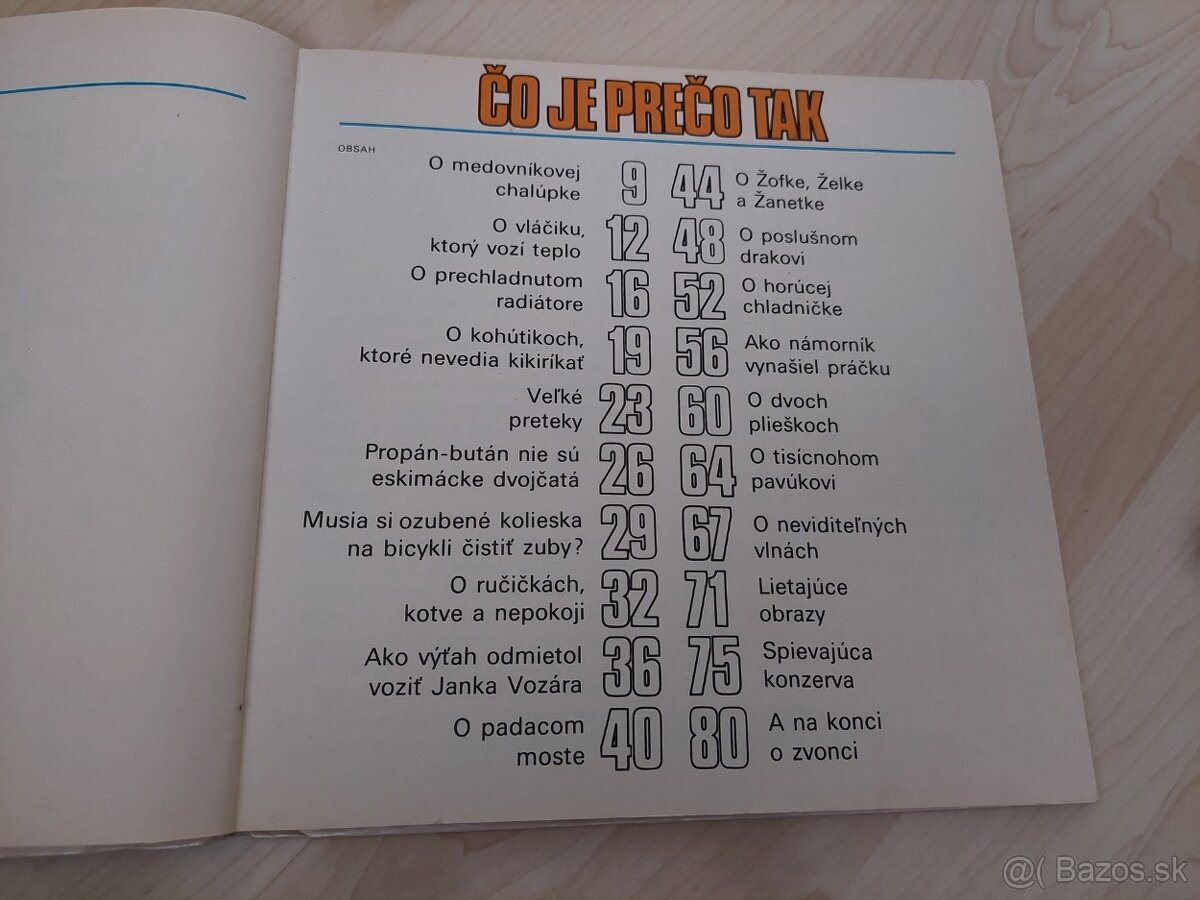 ČO JE PREČO TAK
OBSAH
O medovníkovej
chalúpke 9
O vláčiku,
ktorý vozí teplo 12
O prechladnutom
radiátore 16
O kohútikoch,
ktoré nevedia kikiríkať 19
Veľké
preteky 23
Propán-bután nie sú
eskimácke dvojčatá 26
Musia si ozubené kolieska
na bicykli čistiť zuby? 29
O ručičkách,
kotve a nepokoji 32
Ako výťah odmietol
voziť Janka Vozára 36
O padacom
moste 40
44 O Žofke, Želke
a Žanetke
48 O poslušnom
drakovi
52 O horúcej
chladničke
56 Ako námorník
vynašiel práčku
60 O dvoch
plieškoch
64 O tisícnohom
pavúkovi
67 O neviditeľných
vlnách
71 Lietajúce
obrazy
75 Spievajúca
konzerva
80 A na konci
o zvonci
@( Bazos.sk